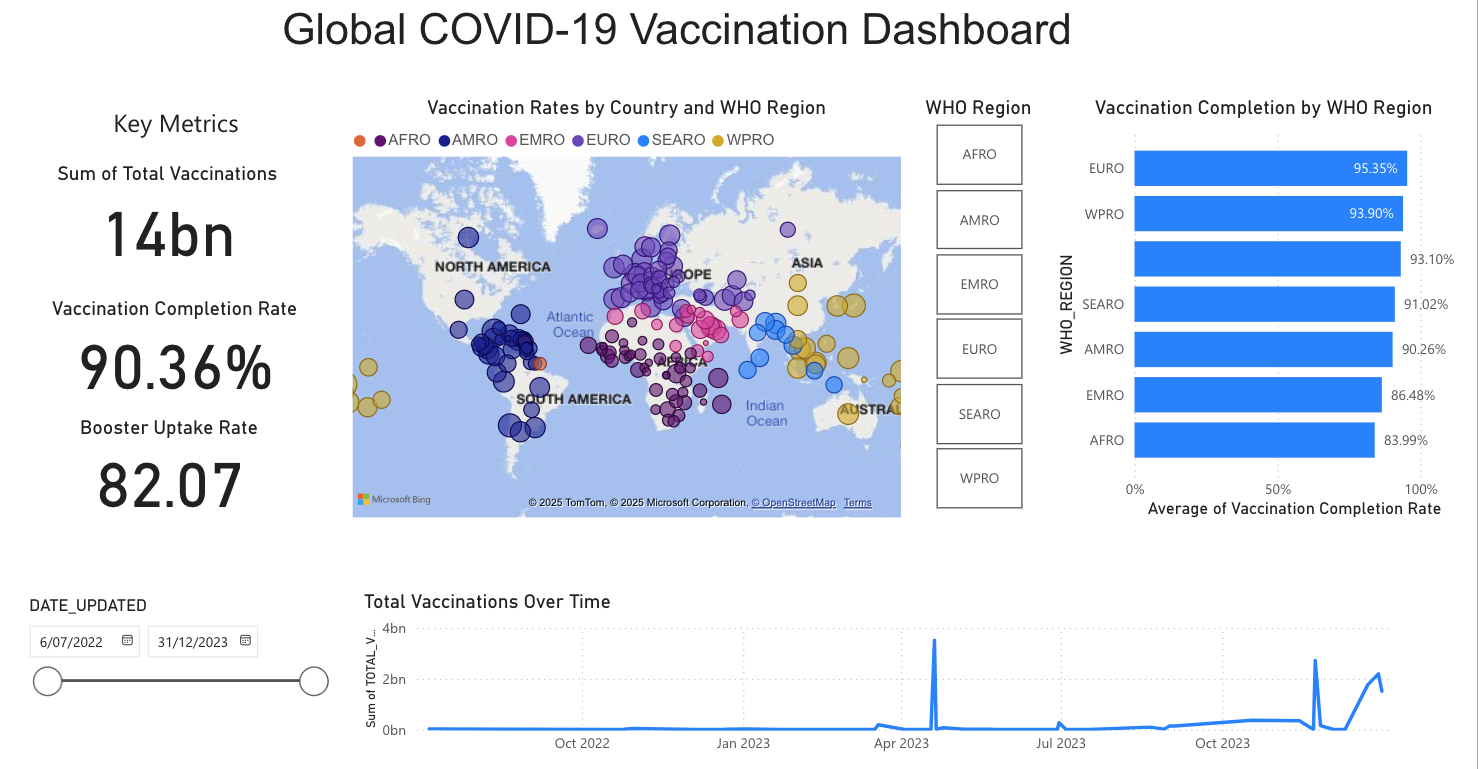 Global COVID-19 Vaccination Dashboard
Key Metrics
Sum of Total Vaccinations
14bn
Vaccination Completion Rate
90.36%
Booster Uptake Rate
82.07
Vaccination Rates by Country and WHO Region
AFRO AMRO EMRO EURO SEARO WPRO
NORTH AMERICA
ASIA
OPE
Atlantic
Ocean
AFRICA
SOUTH AMERICA
Indian
Ocean
AUSTRAL
Microsoft Bing
© 2025 TomTom, © 2025 Microsoft Corporation, © OpenStreetMap Terms
WHO Region
AFRO
AMRO
EMRO
EURO
SEARO
WPRO
Vaccination Completion by WHO Region
WHO_REGION
EURO 95.35%
WPRO 93.90%
93.10%
SEARO 91.02%
AMRO 90.26%
EMRO 86.48%
AFRO 83.99%
0% 50% 100%
Average of Vaccination Completion Rate
DATE_UPDATED
6/07/2022 31/12/2023
Total Vaccinations Over Time
Sum of TOTAL_V...
4bn
2bn
0bn
Oct 2022 Jan 2023 Apr 2023 Jul 2023 Oct 2023